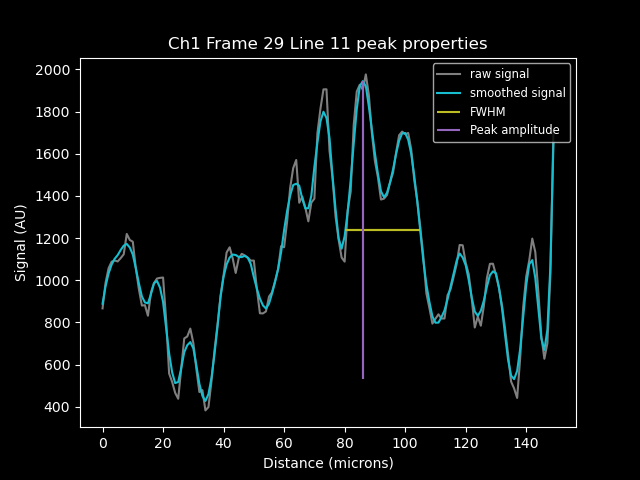 Ch1 Frame 29 Line 11 peak properties
raw signal
smoothed signal
FWHM
Peak amplitude
Signal (AU)
2000
1800
1600
1400
1200
1000
800
600
400
0 20 40 60 80 100 120 140
Distance (microns)